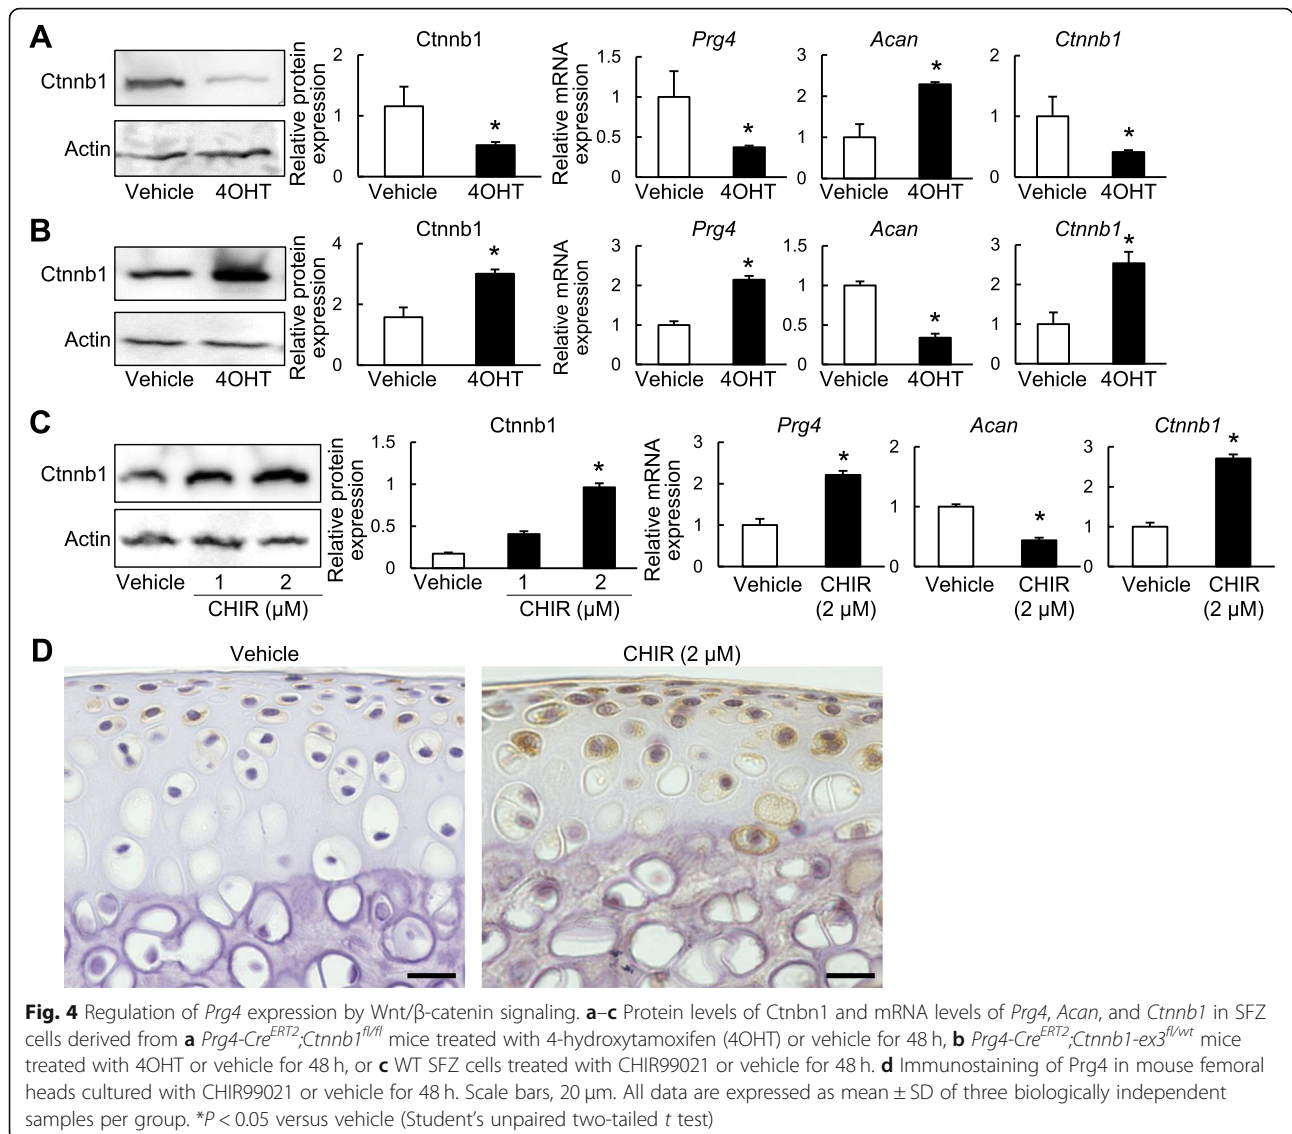 A
Ctnnb1
Actin
Vehicle 4OHT
Relative protein
expression
Ctnnb1
2
1
0
*
Vehicle 4OHT
Relative mRNA
expression
Prg4
1.5
1
0.5
0
*
Vehicle 4OHT
Acan
3
2
1
0
*
Vehicle 4OHT
Ctnnb1
2
1
0
*
Vehicle 4OHT
B
Ctnnb1
Actin
Vehicle 4OHT
Relative protein
expression
Ctnnb1
4
2
0
*
Vehicle 4OHT
Relative mRNA
expression
Prg4
3
2
1
0
*
Vehicle 4OHT
Acan
1.5
1
0.5
0
*
Vehicle 4OHT
Ctnnb1
3
2
1
0
*
Vehicle 4OHT
C
Ctnnb1
Actin
Vehicle 1 2
CHIR (µM)
Relative protein
expression
Ctnnb1
1.5
1
0.5
0
*
Vehicle 1 2
CHIR (µM)
Relative mRNA
expression
Prg4
3
2
1
0
*
Vehicle CHIR
(2 µM)
Acan
2
1
0
*
Vehicle CHIR
(2 µM)
Ctnnb1
3
2
1
0
*
Vehicle CHIR
(2 µM)
D
Vehicle
CHIR (2 µM)
Fig. 4 Regulation of Prg4 expression by Wnt/β-catenin signaling. a–c Protein levels of Ctnbn1 and mRNA levels of Prg4, Acan, and Ctnnb1 in SFZ
cells derived from a Prg4-CreERT2;Ctnnb1fl/fl mice treated with 4-hydroxytamoxifen (4OHT) or vehicle for 48 h, b Prg4-CreERT2;Ctnnb1-ex3fl/wt mice
treated with 4OHT or vehicle for 48 h, or c WT SFZ cells treated with CHIR99021 or vehicle for 48 h. d Immunostaining of Prg4 in mouse femoral
heads cultured with CHIR99021 or vehicle for 48 h. Scale bars, 20 µm. All data are expressed as mean ± SD of three biologically independent
samples per group. *P < 0.05 versus vehicle (Student's unpaired two-tailed t test)